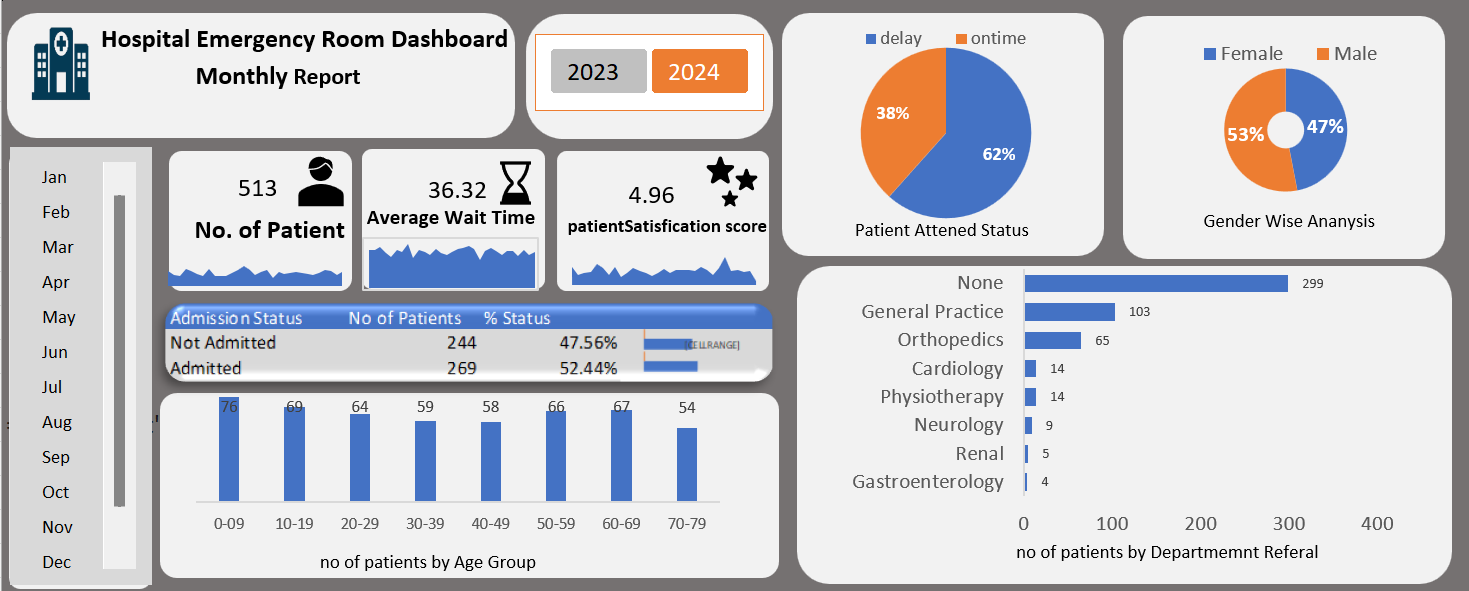 Hospital Emergency Room Dashboard
Monthly Report
2023
2024
Jan
Feb
Mar
Apr
May
Jun
Jul
Aug
Sep
Oct
Nov
Dec
513
No. of Patient
36.32
Average Wait Time
4.96
patientSatisfication score
delay ontime
38%
62%
Patient Attened Status
Female Male
53% 47%
Gender Wise Ananysis
Admission Status No of Patients % Status
Not Admitted 244 47.56% [CELLRANGE]
Admitted 269 52.44%
76 69 64 59 58 66 67 54
0-09 10-19 20-29 30-39 40-49 50-59 60-69 70-79
no of patients by Age Group
None 299
General Practice 103
Orthopedics 65
Cardiology 14
Physiotherapy 14
Neurology 9
Renal 5
Gastroenterology 4
0 100 200 300 400
no of patients by Departmemnt Referal